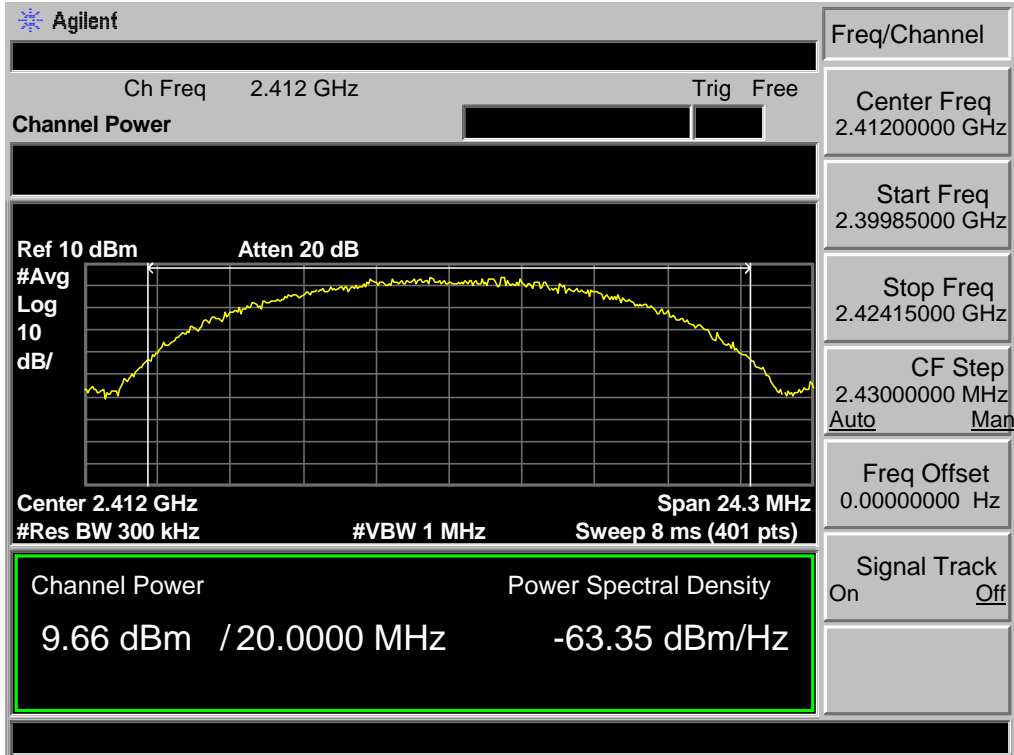 Agilent
Freq/Channel
Ch Freq 2.412 GHz Trig Free
Channel Power
Center Freq
2.41200000 GHz
Start Freq
2.39985000 GHz
Ref 10 dBm Atten 20 dB
#Avg
Log
10
dB/
Stop Freq
2.42415000 GHz
CF Step
2.43000000 MHz
Auto Man
Freq Offset
0.00000000 Hz
Center 2.412 GHz Span 24.3 MHz
#Res BW 300 kHz #VBW 1 MHz Sweep 8 ms (401 pts)
Signal Track
On Off
Channel Power Power Spectral Density
9.66 dBm / 20.0000 MHz -63.35 dBm/Hz